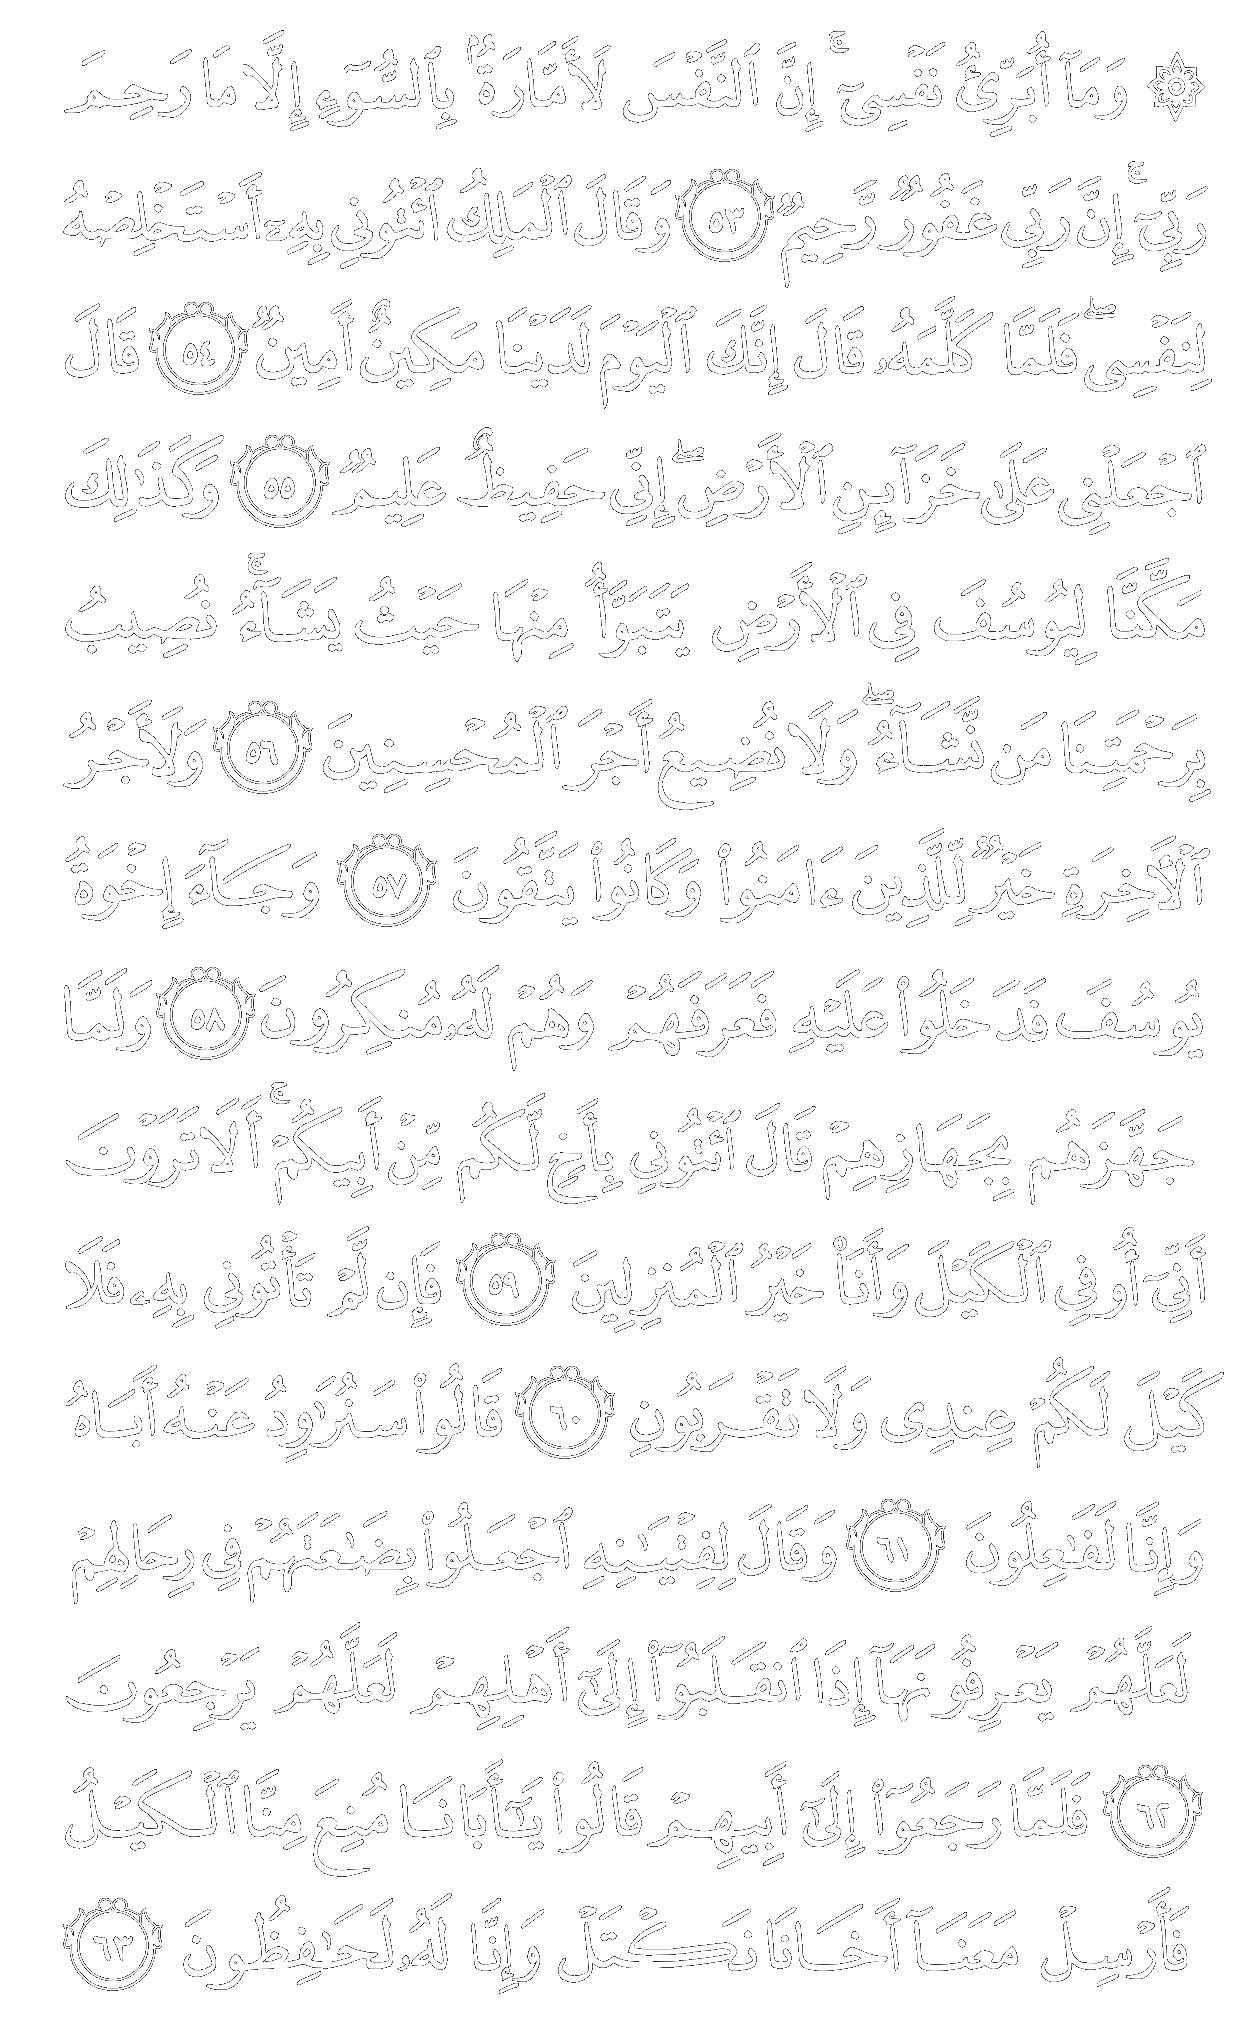 ۞ وَمَآ أُبَرِّئُ نَفْسِىٓ ۚ إِنَّ ٱلنَّفْسَ لَأَمَّارَةٌۢ بِٱلسُّوٓءِ إِلَّا مَا رَحِمَ
رَبِّىٓ ۚ إِنَّ رَبِّى غَفُورٌ رَّحِيمٌ ٥٣ وَقَالَ ٱلْمَلِكُ ٱئْتُونِى بِهِۦٓ أَسْتَخْلِصْهُ
لِنَفْسِى ۖ فَلَمَّا كَلَّمَهُۥ قَالَ إِنَّكَ ٱلْيَوْمَ لَدَيْنَا مَكِينٌ أَمِينٌ ٥٤ قَالَ
ٱجْعَلْنِى عَلَىٰ خَزَآئِنِ ٱلْأَرْضِ ۖ إِنِّى حَفِيظٌ عَلِيمٌ ٥٥ وَكَذَٰلِكَ
مَكَّنَّا لِيُوسُفَ فِى ٱلْأَرْضِ يَتَبَوَّأُ مِنْهَا حَيْثُ يَشَآءُ ۚ نُصِيبُ
بِرَحْمَتِنَا مَن نَّشَآءُ ۖ وَلَا نُضِيعُ أَجْرَ ٱلْمُحْسِنِينَ ٥٦ وَلَأَجْرُ
ٱلْـَٔاخِرَةِ خَيْرٌ لِّلَّذِينَ ءَامَنُوا۟ وَكَانُوا۟ يَتَّقُونَ ٥٧ وَجَآءَ إِخْوَةُ
يُوسُفَ فَدَخَلُوا۟ عَلَيْهِ فَعَرَفَهُمْ وَهُمْ لَهُۥ مُنكِرُونَ ٥٨ وَلَمَّا
جَهَّزَهُم بِجَهَازِهِمْ قَالَ ٱئْتُونِى بِأَخٍ لَّكُم مِّنْ أَبِيكُمْ ۚ أَلَا تَرَوْنَ
أَنِّىٓ أُوفِى ٱلْكَيْلَ وَأَنَا۠ خَيْرُ ٱلْمُنزِلِينَ ٥٩ فَإِن لَّمْ تَأْتُونِى بِهِۦ فَلَا
كَيْلَ لَكُمْ عِندِى وَلَا تَقْرَبُونِ ٦٠ قَالُوا۟ سَنُرَٰوِدُ عَنْهُ أَبَاهُ
وَإِنَّا لَفَٰعِلُونَ ٦١ وَقَالَ لِفِتْيَٰنِهِ ٱجْعَلُوا۟ بِضَٰعَتَهُمْ فِى رِحَالِهِمْ
لَعَلَّهُمْ يَعْرِفُونَهَآ إِذَا ٱنقَلَبُوٓا۟ إِلَىٰٓ أَهْلِهِمْ لَعَلَّهُمْ يَرْجِعُونَ
٦٢ فَلَمَّا رَجَعُوٓا۟ إِلَىٰٓ أَبِيهِمْ قَالُوا۟ يَٰٓأَبَانَا مُنِعَ مِنَّا ٱلْكَيْلُ
فَأَرْسِلْ مَعَنَآ أَخَانَا نَكْتَلْ وَإِنَّا لَهُۥ لَحَٰفِظُونَ ٦٣